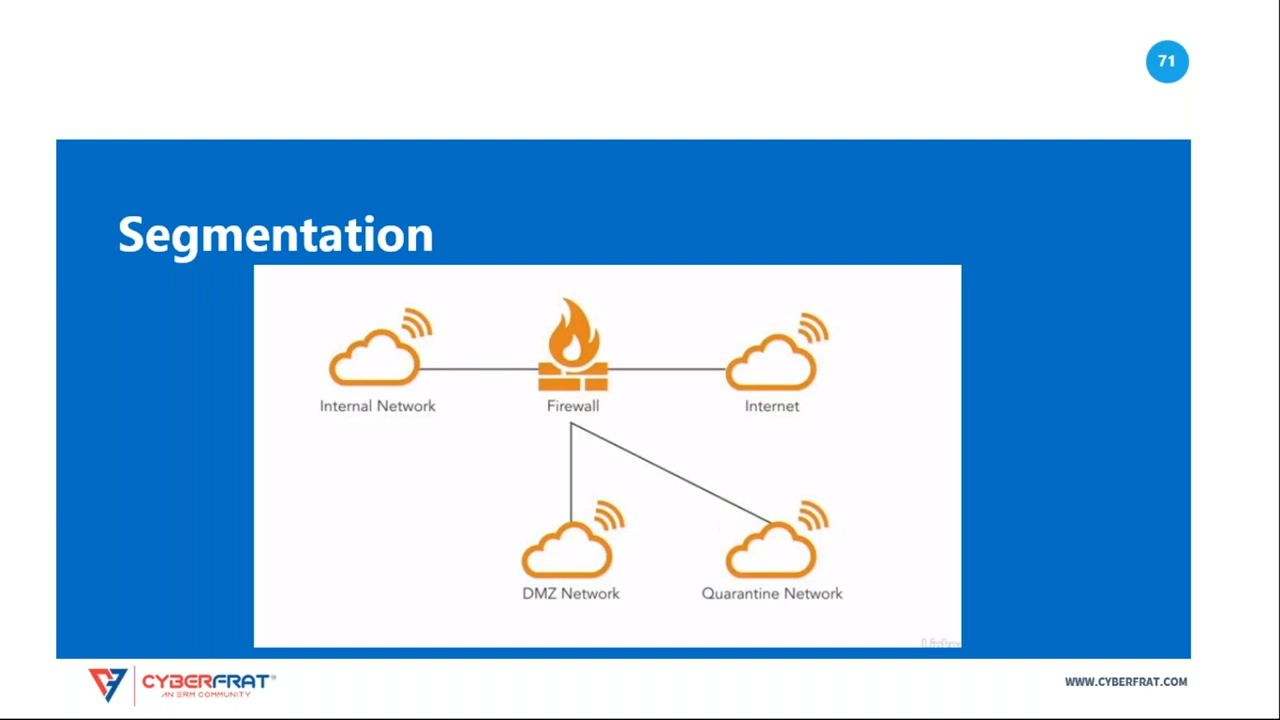 71
Segmentation
Internal Network
Firewall
Internet
DMZ Network
Quarantine Network
CYBERFRAT
AN ERM COMMUNITY
WWW.CYBERFRAT.COM